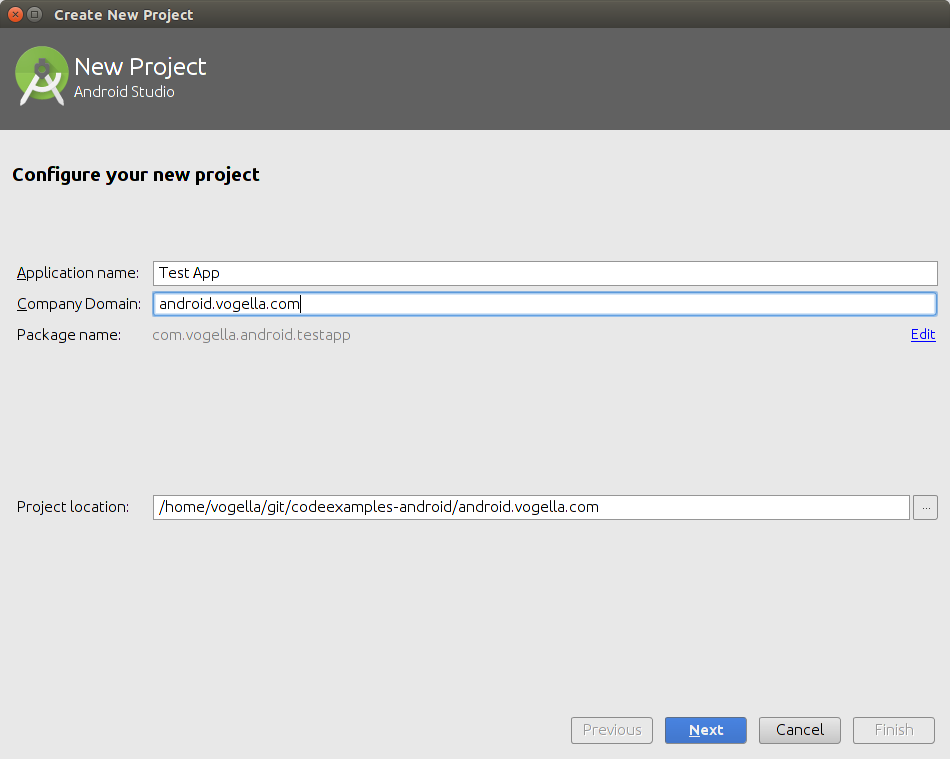 Create New Project
New Project
Android Studio
Configure your new project
Application name: Test App
Company Domain: android.vogella.com
Package name: com.vogella.android.testapp Edit
Project location: /home/vogella/git/codeexamples-android/android.vogella.com ...
Previous Next Cancel Finish